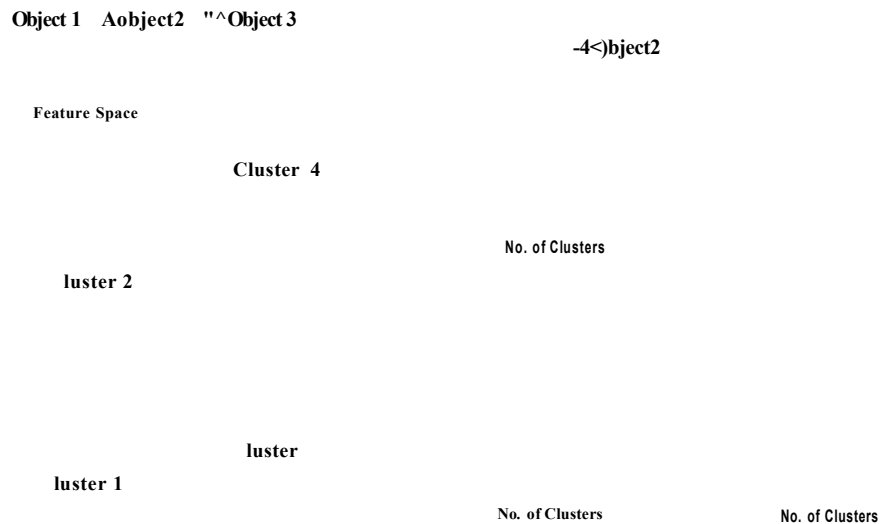 Object 1 Aobject2 "^Object 3
-4<)bject2
Feature Space
Cluster 4
No. of Clusters
luster 2
luster
luster 1
No. of Clusters No. of Clusters